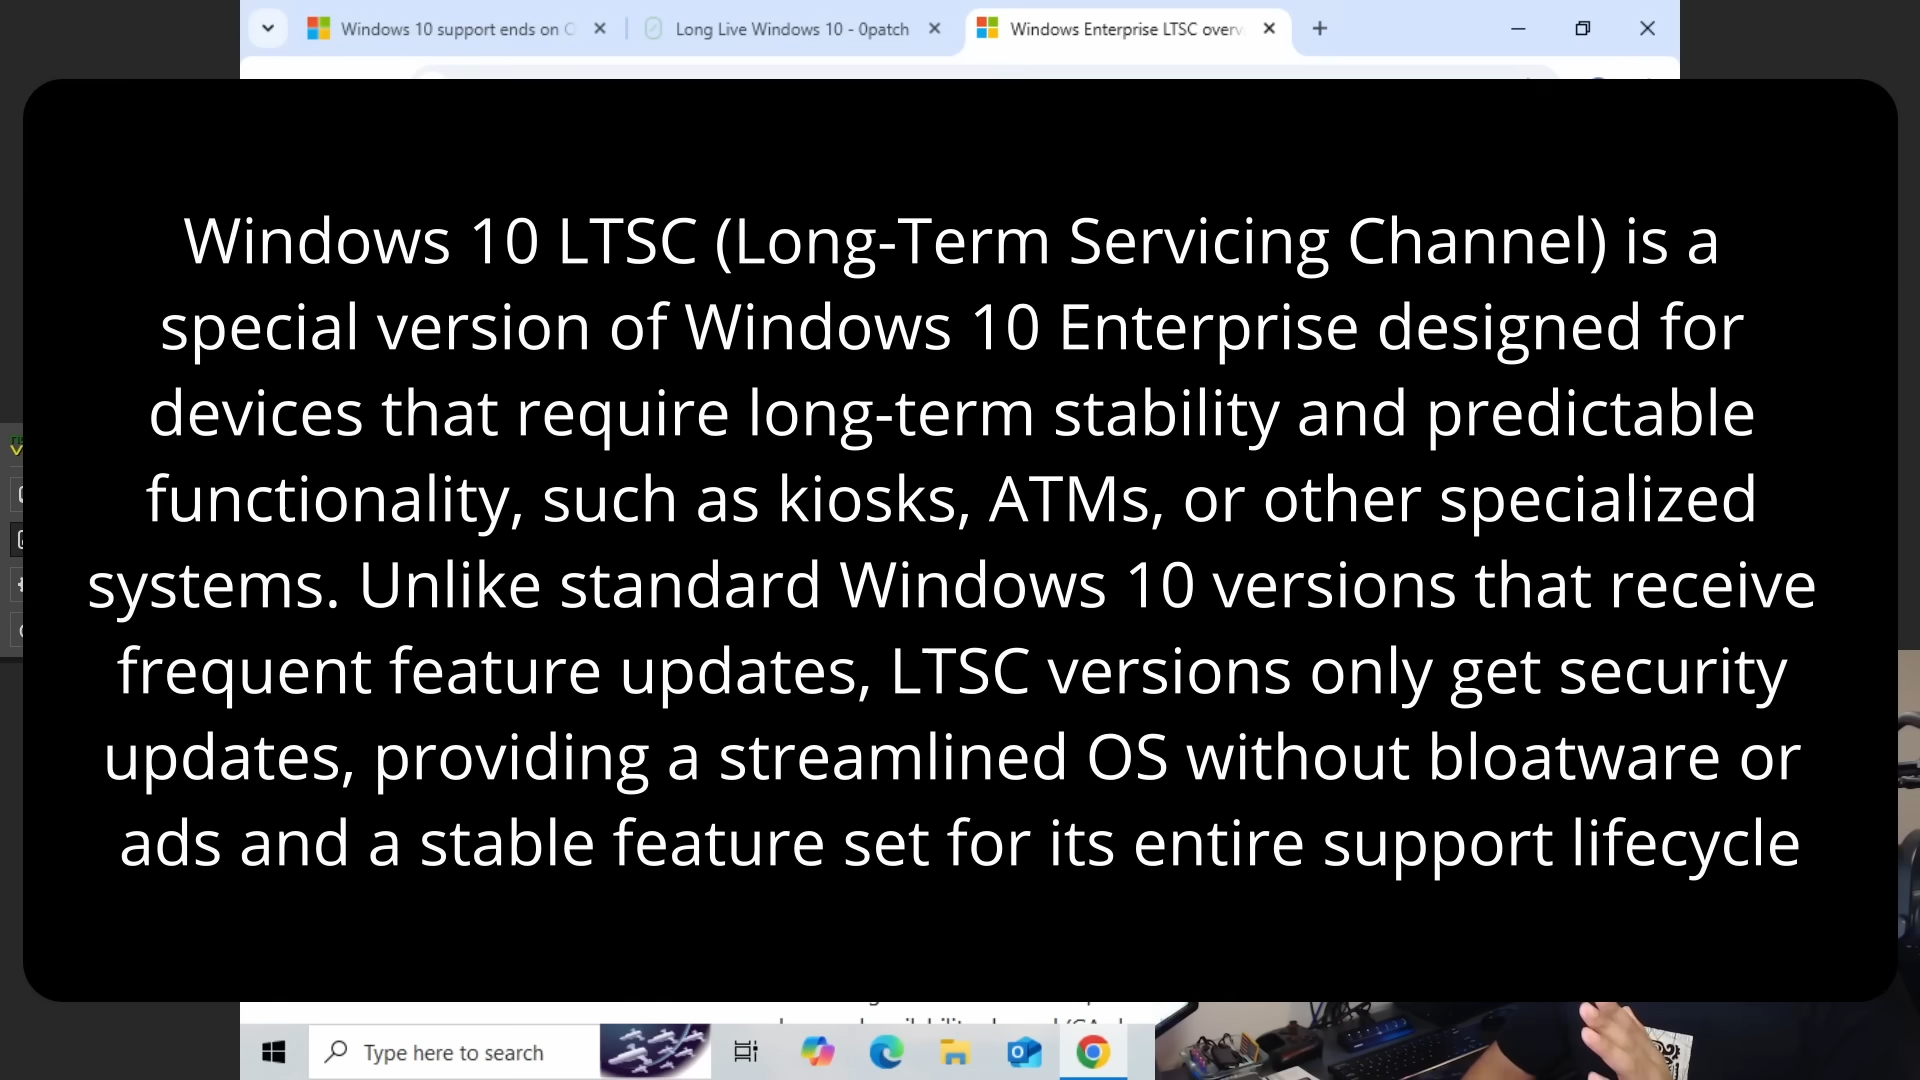 Windows 10 support ends on
Long Live Windows 10 - 0patch
Windows Enterprise LTSC over
Windows 10 LTSC (Long-Term Servicing Channel) is a
special version of Windows 10 Enterprise designed for
devices that require long-term stability and predictable
functionality, such as kiosks, ATMs, or other specialized
systems. Unlike standard Windows 10 versions that receive
frequent feature updates, LTSC versions only get security
updates, providing a streamlined OS without bloatware or
ads and a stable feature set for its entire support lifecycle
Type here to search